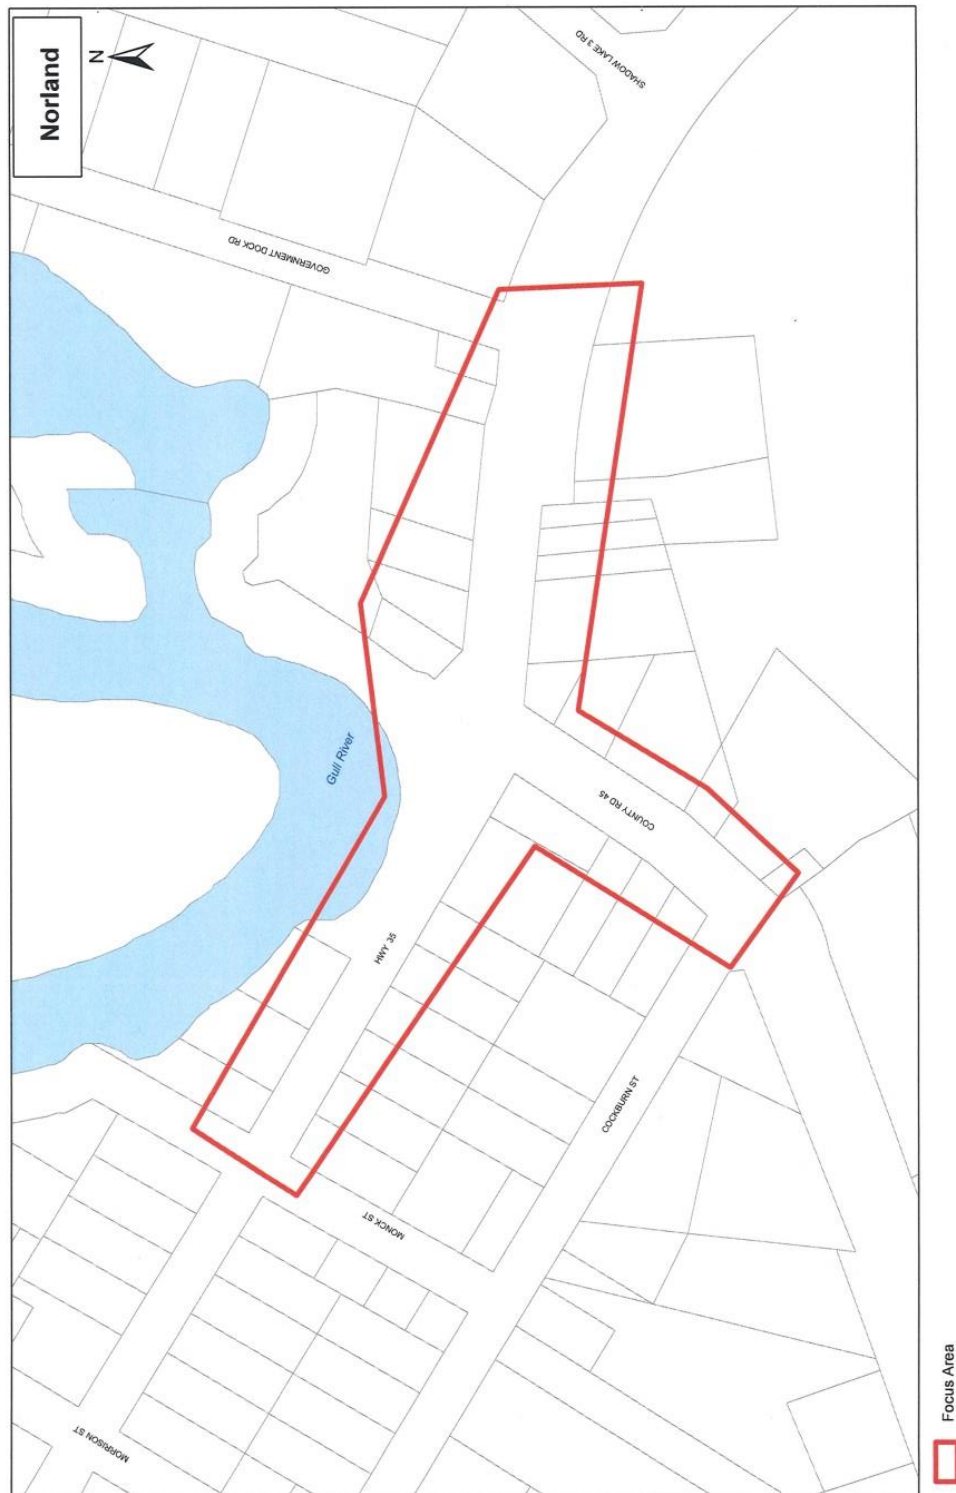 Norland
N
SHADOW LAKE 3 RD
GOVERNMENT DOCK RD
Gull River
COUNTY RD 45
HWY 35
COCKBURN ST
MONCK ST
MORRISON ST
Focus Area